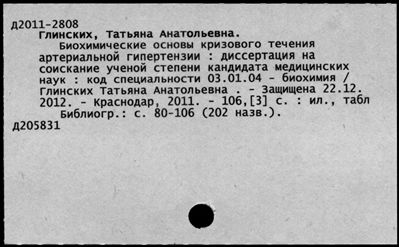 Д2011-2808
Глинских, Татьяна Анатольевна.
Биохимические основы кризового течения
артериальной гипертензии : диссертация на
соискание ученой степени кандидата медицинских
наук : код специальности 03.01.04 - биохимия /
Глинских Татьяна Анатольевна . - Защищена 22.12.
2012. - Краснодар, 2011. - 106,[3] с. : ил., табл
Библиогр.: с. 80-106 (202 назв.).
Д205831